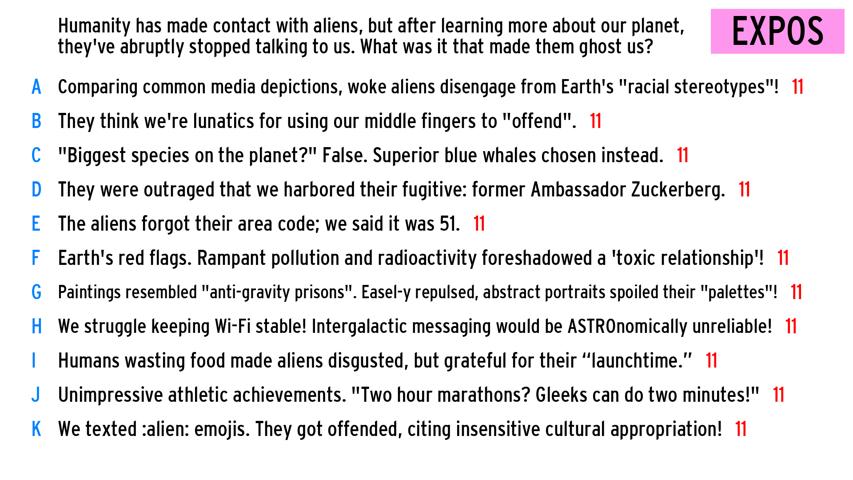 Humanity has made contact with aliens, but after learning more about our planet,
they've abruptly stopped talking to us. What was it that made them ghost us?
EXPOS
A Comparing common media depictions, woke aliens disengage from Earth's "racial stereotypes"! 11
B They think we're lunatics for using our middle fingers to "offend". 11
C "Biggest species on the planet?" False. Superior blue whales chosen instead. 11
D They were outraged that we harbored their fugitive: former Ambassador Zuckerberg. 11
E The aliens forgot their area code; we said it was 51. 11
F Earth's red flags. Rampant pollution and radioactivity foreshadowed a 'toxic relationship'! 11
G Paintings resembled "anti-gravity prisons". Easel-y repulsed, abstract portraits spoiled their "palettes"! 11
H We struggle keeping Wi-Fi stable! Intergalactic messaging would be ASTROnomically unreliable! 11
I Humans wasting food made aliens disgusted, but grateful for their “launchtime.” 11
J Unimpressive athletic achievements. "Two hour marathons? Gleeks can do two minutes!" 11
K We texted :alien: emojis. They got offended, citing insensitive cultural appropriation! 11